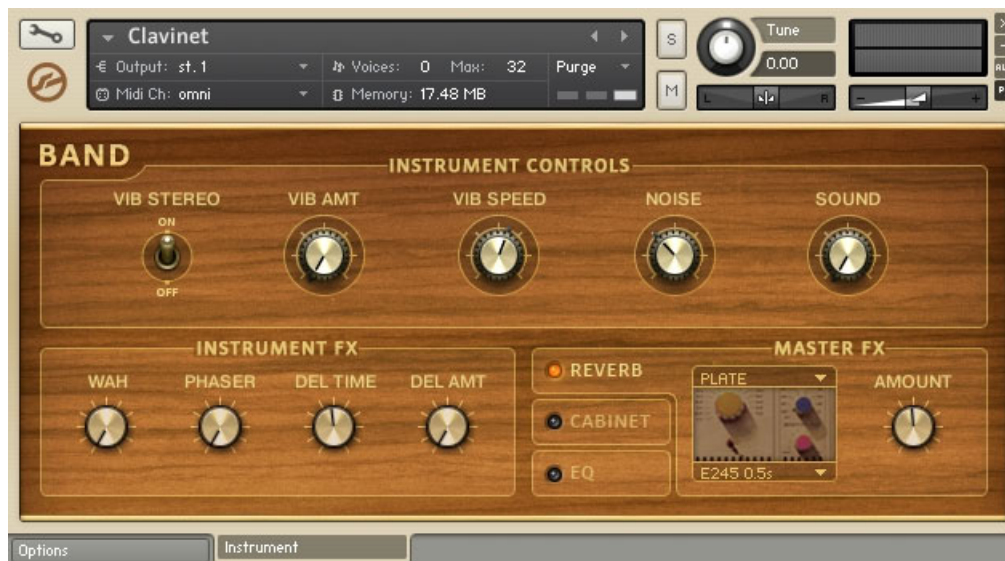 Clavinet
Output: st. 1
Voices: 0 Max: 32
Purge
Midi Ch: omni
Memory: 17.48 MB
S
M
Tune
0.00
L R
- +
BAND
INSTRUMENT CONTROLS
VIB STEREO VIB AMT VIB SPEED NOISE SOUND
ON
OFF
INSTRUMENT FX
WAH PHASER DEL TIME DEL AMT
MASTER FX
REVERB
CABINET
EQ
PLATE
E245 0.5s
AMOUNT
Options
Instrument